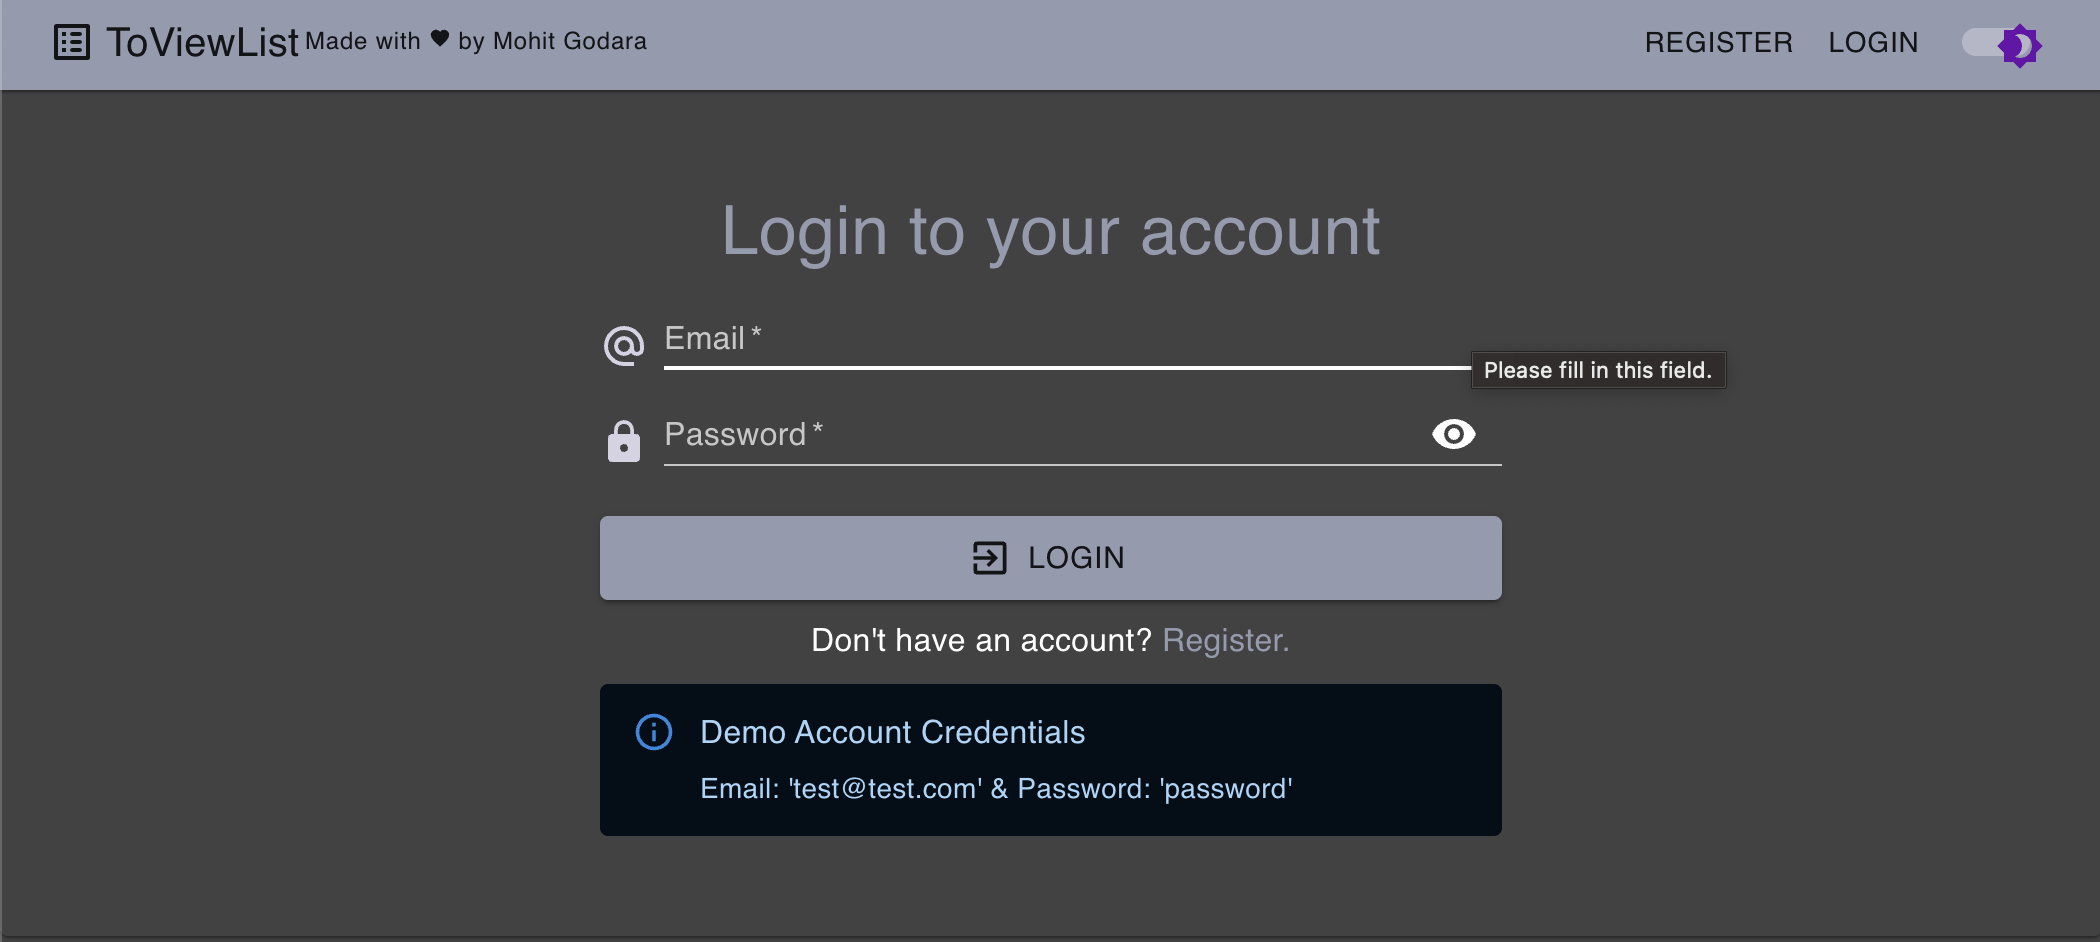 ToViewList Made with ♥ by Mohit Godara REGISTER LOGIN
Login to your account
Email *
Please fill in this field.
Password *
LOGIN
Don't have an account? Register.
Demo Account Credentials
Email: 'test@test.com' & Password: 'password'